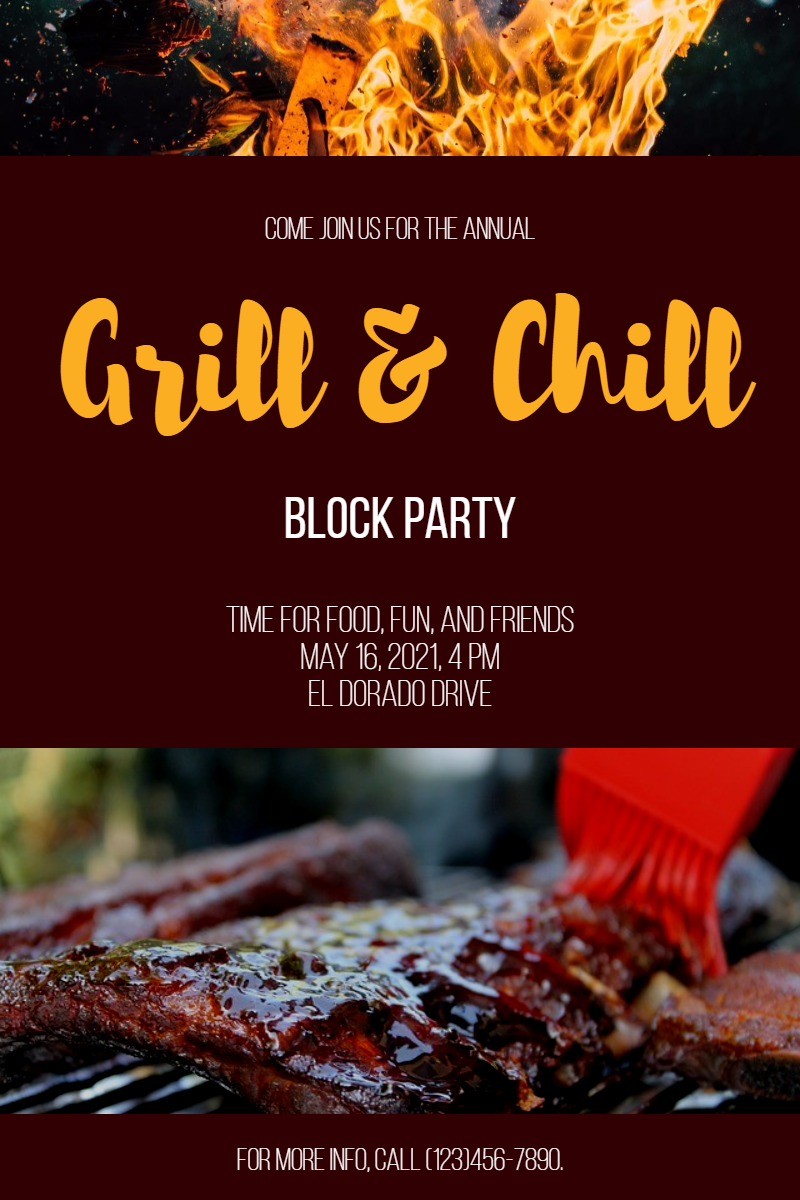 COME JOIN US FOR THE ANNUAL
Grill & Chill
BLOCK PARTY
TIME FOR FOOD, FUN, AND FRIENDS
MAY 16, 2021, 4 PM
EL DORADO DRIVE
FOR MORE INFO, CALL (123)456-7890.